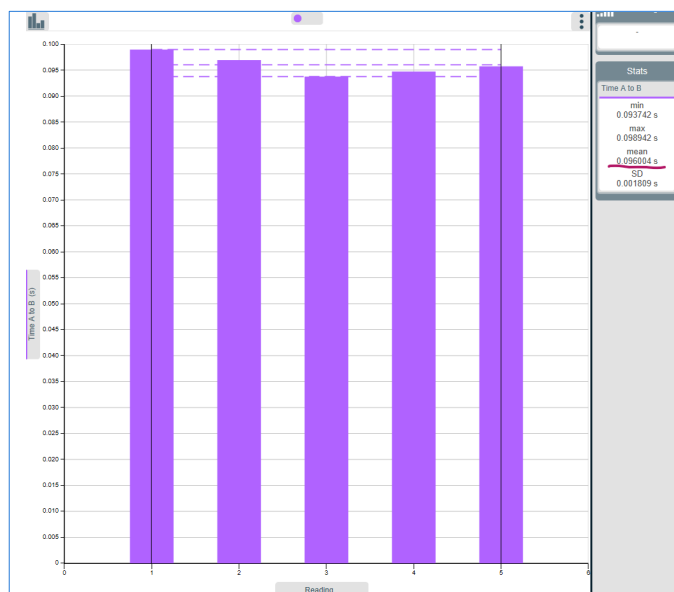 0.100
0.095
0.090
0.085
0.080
0.075
0.070
0.065
0.060
0.055
0.050
0.045
0.040
0.035
0.030
0.025
0.020
0.015
0.010
0.005
0
Time A to B (s)
0
1
2
3
4
5
6
Reading
-
Stats
Time A to B
min
0.093742 s
max
0.098942 s
mean
0.096004 s
SD
0.001809 s